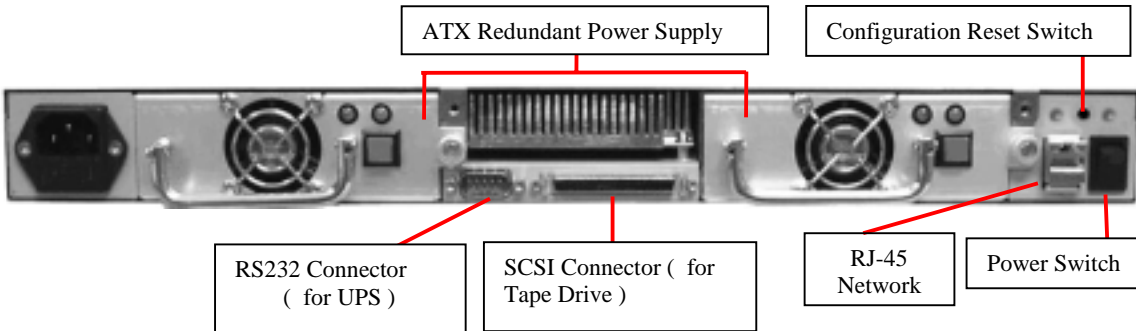 ATX Redundant Power Supply
Configuration Reset Switch
RS232 Connector
( for UPS )
SCSI Connector ( for
Tape Drive )
RJ-45
Network
Power Switch